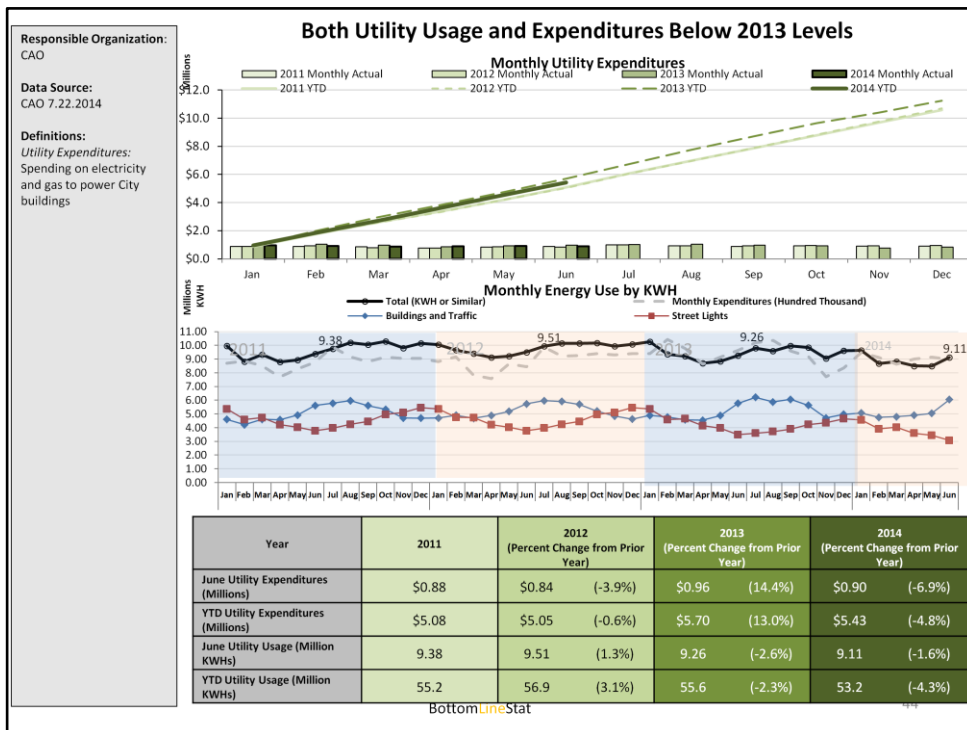 Both Utility Usage and Expenditures Below 2013 Levels
Responsible Organization:
CAO
Data Source:
CAO 7.22.2014
Definitions:
Utility Expenditures:
Spending on electricity
and gas to power City
buildings
Monthly Utility Expenditures
Millions
2011 Monthly Actual 2012 Monthly Actual 2013 Monthly Actual 2014 Monthly Actual
2011 YTD 2012 YTD 2013 YTD 2014 YTD
$12.0
$10.0
$8.0
$6.0
$4.0
$2.0
$0.0
Jan Feb Mar Apr May Jun Jul Aug Sep Oct Nov Dec
Monthly Energy Use by KWH
Millions
KWH
Total (KWH or Similar) Monthly Expenditures (Hundred Thousand)
Buildings and Traffic Street Lights
11.00
10.00
9.00
8.00
7.00
6.00
5.00
4.00
3.00
2.00
1.00
0.00
2011 9.38 2012 9.51 2013 9.26 2014 9.11
Jan Feb Mar Apr May Jun Jul Aug Sep Oct Nov Dec Jan Feb Mar Apr May Jun Jul Aug Sep Oct Nov Dec Jan Feb Mar Apr May Jun Jul Aug Sep Oct Nov Dec Jan Feb Mar Apr May Jun
Year 2011 2012 (Percent Change from Prior Year) 2013 (Percent Change from Prior Year) 2014 (Percent Change from Prior Year)
June Utility Expenditures (Millions) $0.88 $0.84 (-3.9%) $0.96 (14.4%) $0.90 (-6.9%)
YTD Utility Expenditures (Millions) $5.08 $5.05 (-0.6%) $5.70 (13.0%) $5.43 (-4.8%)
June Utility Usage (Million KWHs) 9.38 9.51 (1.3%) 9.26 (-2.6%) 9.11 (-1.6%)
YTD Utility Usage (Million KWHs) 55.2 56.9 (3.1%) 55.6 (-2.3%) 53.2 (-4.3%)
BottomLineStat
44